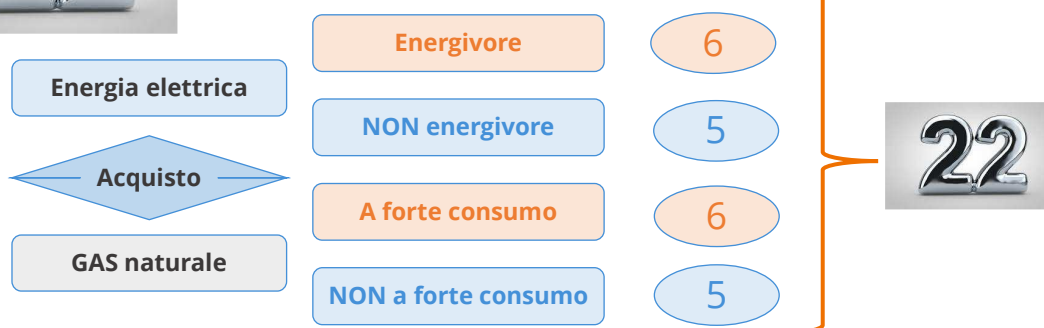 Energivore
6
Energia elettrica
NON energivore
5
Acquisto
22
A forte consumo
6
GAS naturale
NON a forte consumo
5